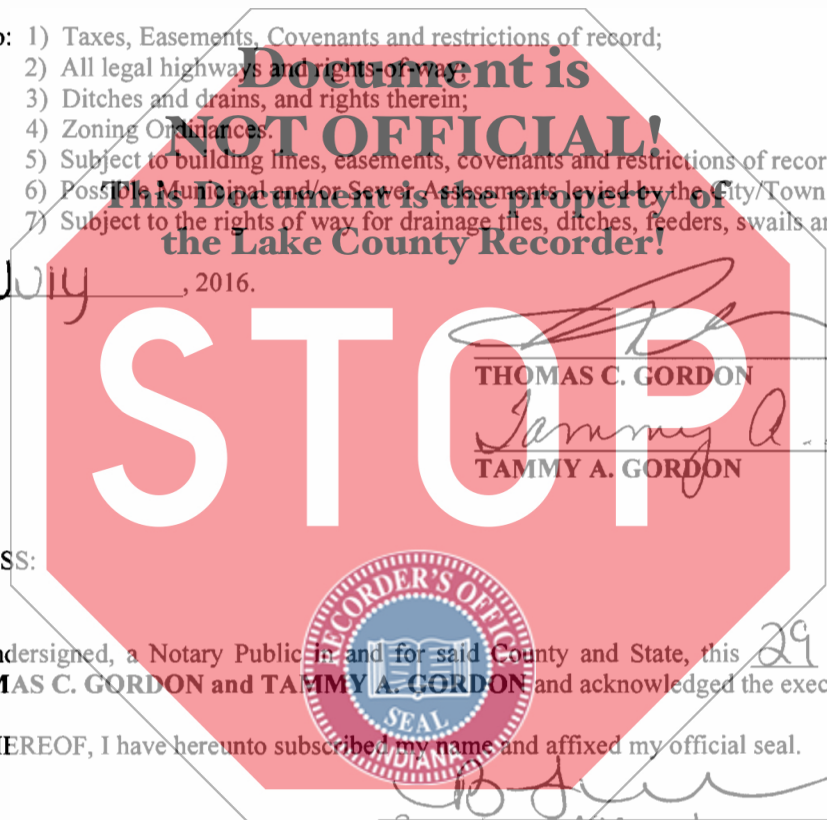 o: 1) Taxes, Easements, Covenants and restrictions of record;
Document is
2) All legal highways and rights-of-way;
3) Ditches and drains, and rights therein;
NOT OFFICIAL!
4) Zoning Ordinances.
5) Subject to building lines, easements, covenants and restrictions of recor
6) Possible Municipal and/or Sewer Assessments levied by the City/Town
This Document is the property of
7) Subject to the rights of way for drainage tiles, ditches, feeders, swails an
the Lake County Recorder!
July, 2016.
STOP
THOMAS C. GORDON
Tammy A.
TAMMY A. GORDON
SS:
RECORDER'S OFFICE
SEAL
INDIANA
ndersigned, a Notary Public in and for said County and State, this 29
MAS C. GORDON and TAMMY A. GORDON and acknowledged the exec
HEREOF, I have hereunto subscribed my name and affixed my official seal.